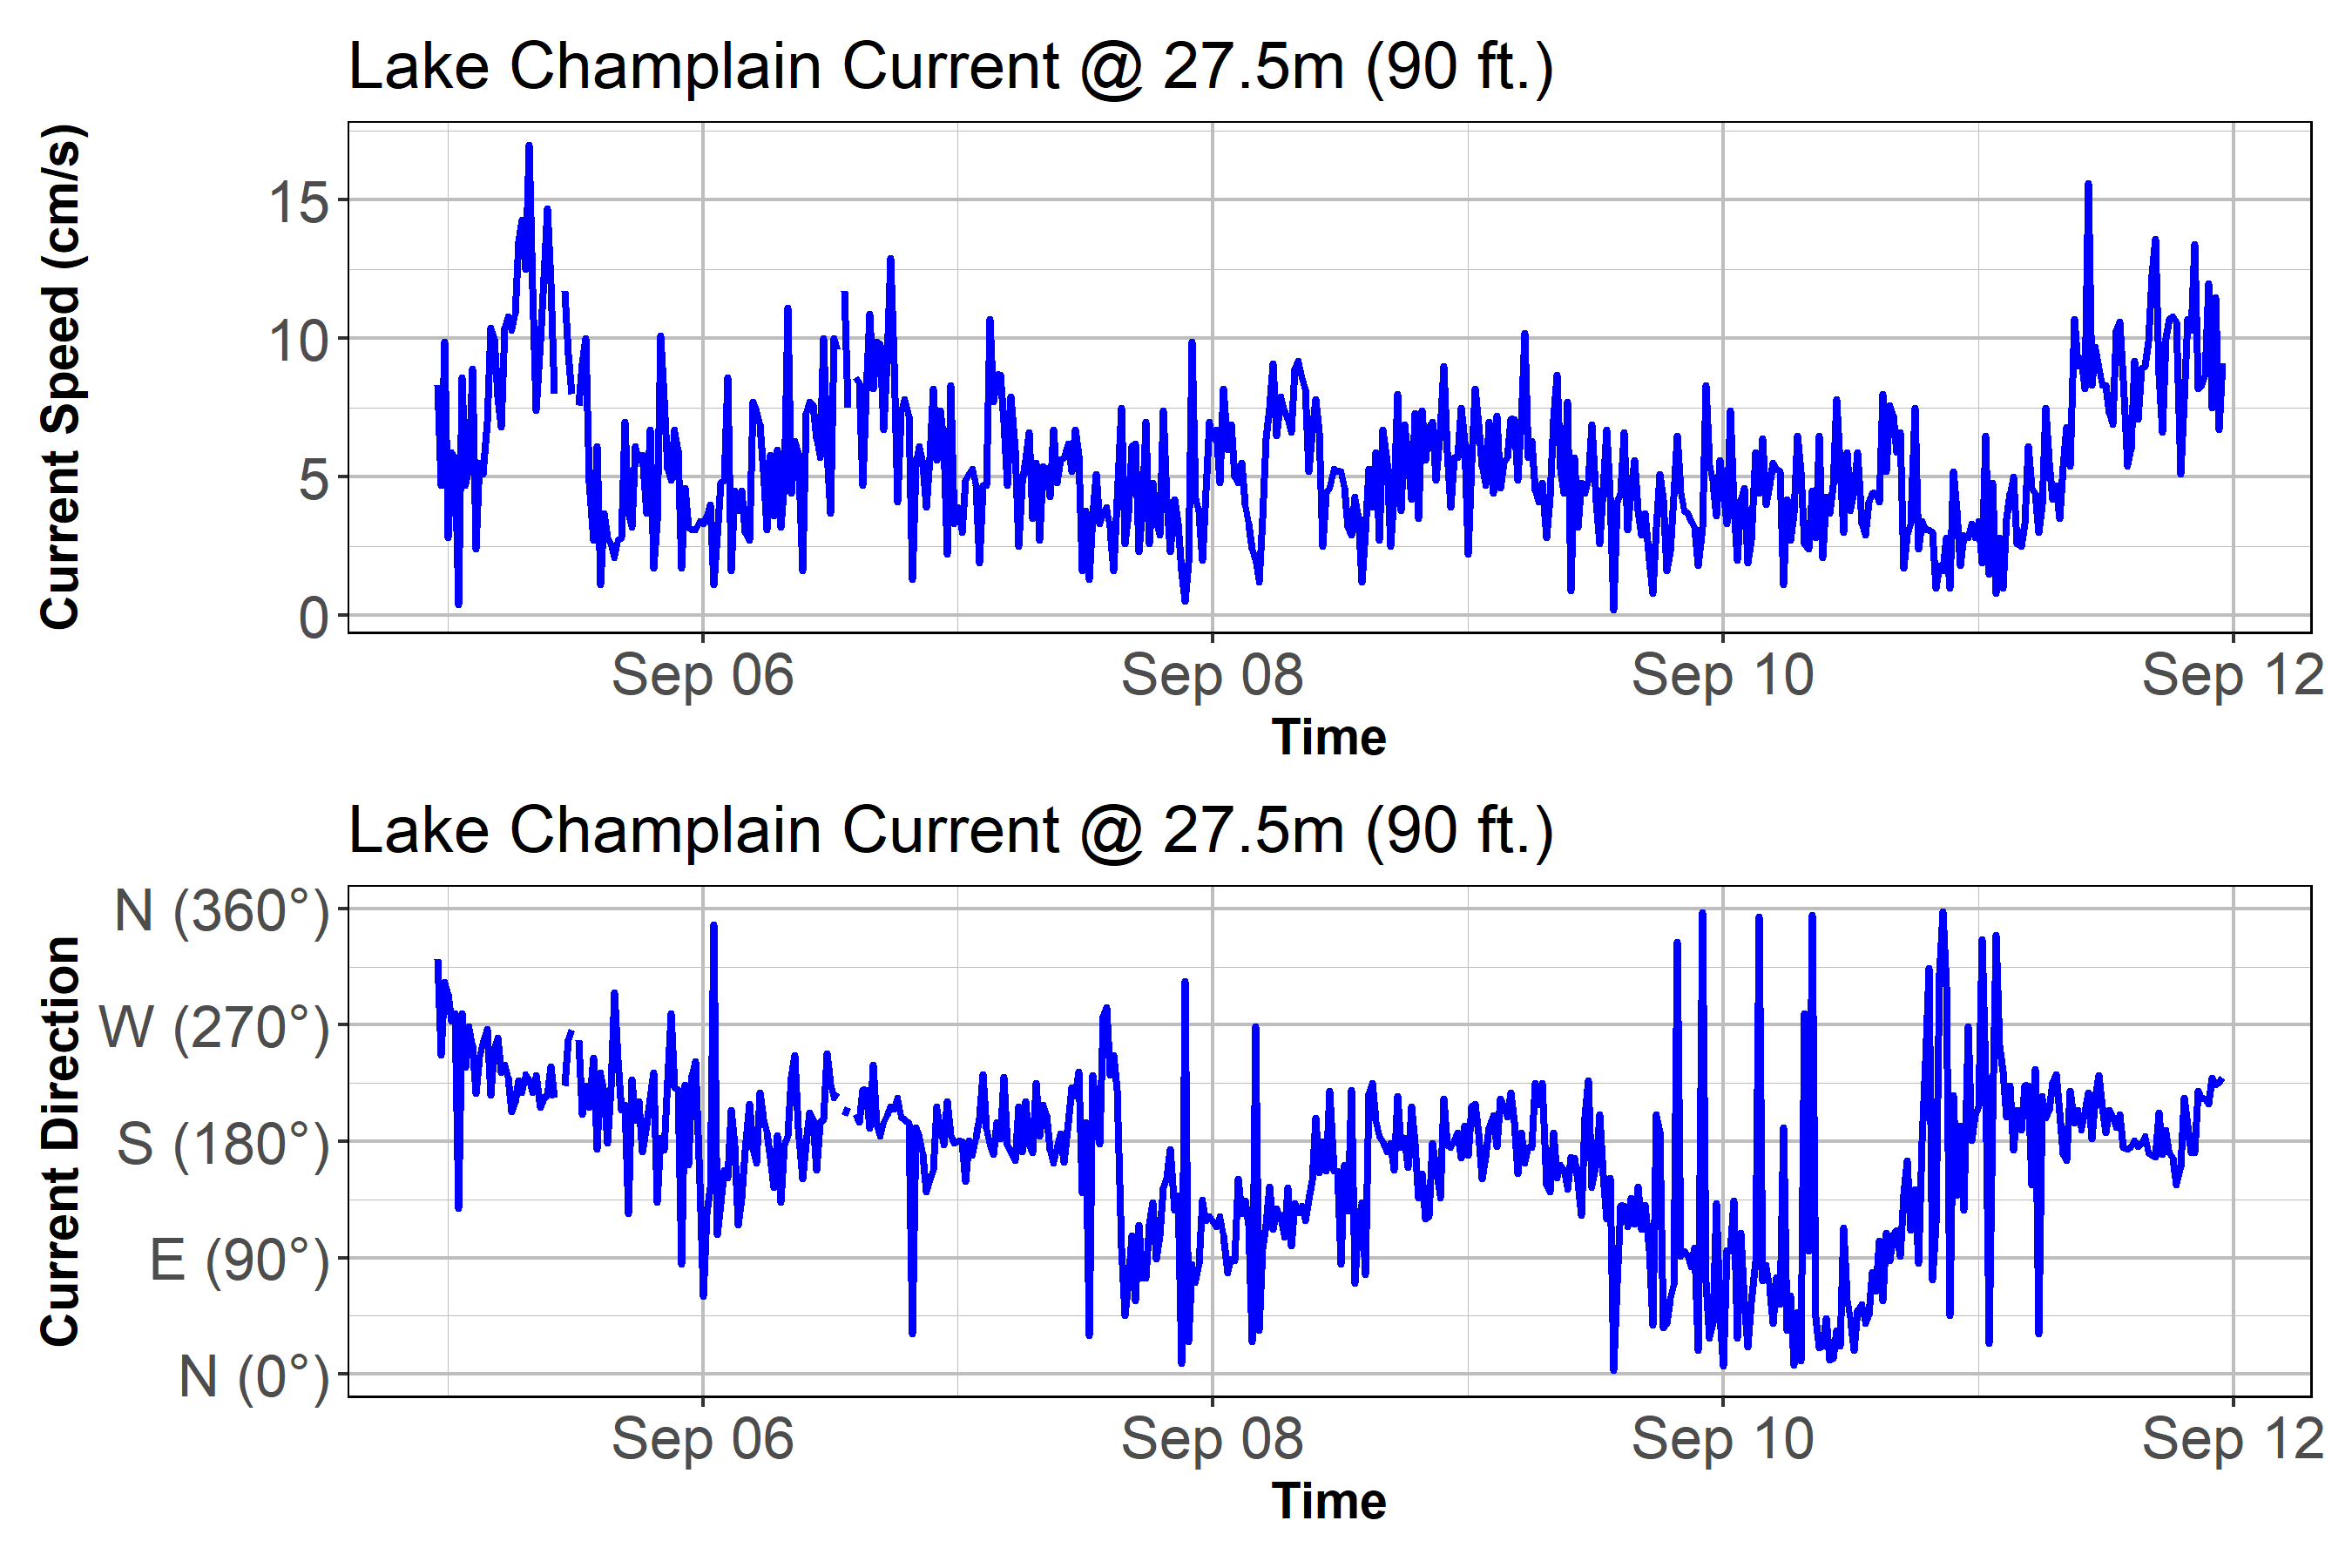 Lake Champlain Current @ 27.5m (90 ft.)
Current Speed (cm/s)
15
10
5
0
Sep 06 Sep 08 Sep 10 Sep 12
Time
Lake Champlain Current @ 27.5m (90 ft.)
Current Direction
N (360°)
W (270°)
S (180°)
E (90°)
N (0°)
Sep 06 Sep 08 Sep 10 Sep 12
Time